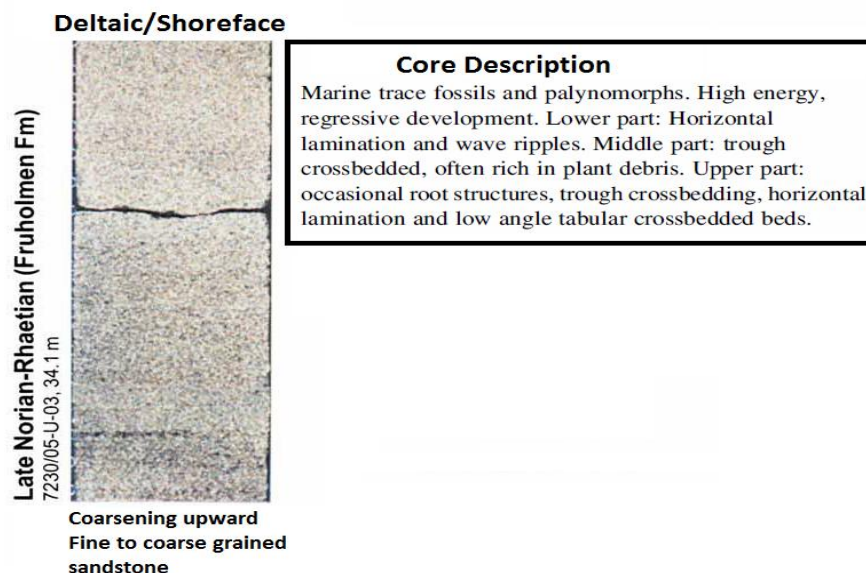 Deltaic/Shoreface
Late Norian-Rhaetian (Fruholmen Fm)
7230/05-U-03, 34.1 m
Core Description
Marine trace fossils and palynomorphs. High energy,
regressive development. Lower part: Horizontal
lamination and wave ripples. Middle part: trough
crossbedded, often rich in plant debris. Upper part:
occasional root structures, trough crossbedding, horizontal
lamination and low angle tabular crossbedded beds.
Coarsening upward
Fine to coarse grained
sandstone